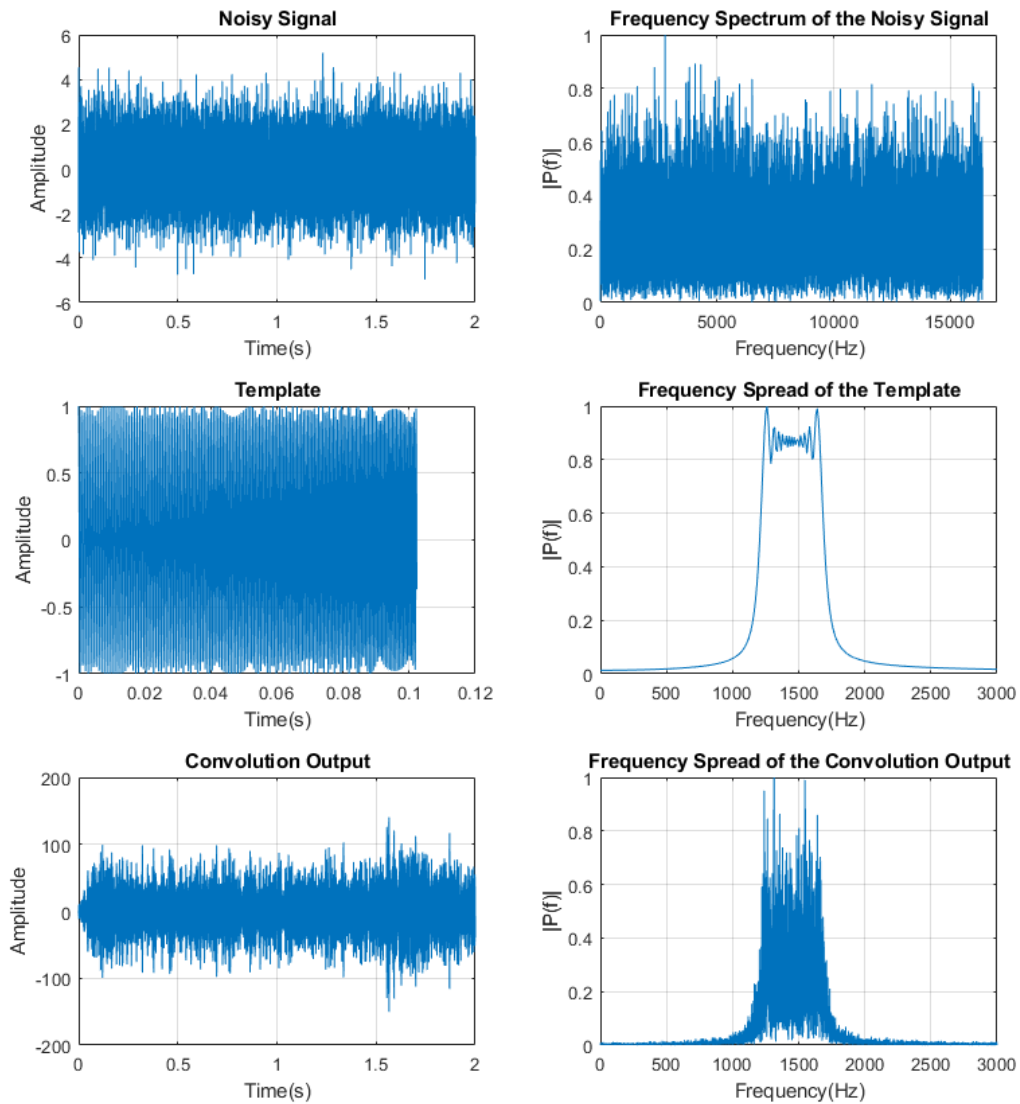 Noisy Signal
6
4
2
0
-2
-4
-6
Amplitude
0 0.5 1 1.5 2
Time(s)
Frequency Spectrum of the Noisy Signal
1
0.8
0.6
0.4
0.2
0
|P(f)|
0 5000 10000 15000
Frequency(Hz)
Template
1
0.5
0
-0.5
-1
Amplitude
0 0.02 0.04 0.06 0.08 0.1 0.12
Time(s)
Frequency Spread of the Template
1
0.8
0.6
0.4
0.2
0
|P(f)|
0 500 1000 1500 2000 2500 3000
Frequency(Hz)
Convolution Output
200
100
0
-100
-200
Amplitude
0 0.5 1 1.5 2
Time(s)
Frequency Spread of the Convolution Output
1
0.8
0.6
0.4
0.2
0
|P(f)|
0 500 1000 1500 2000 2500 3000
Frequency(Hz)